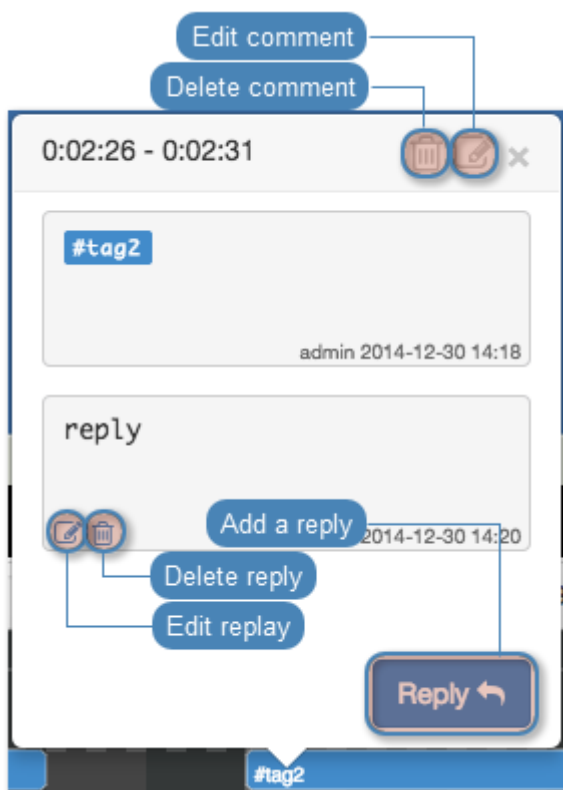 Edit comment
Delete comment
0:02:26 - 0:02:31
#tag2
admin 2014-12-30 14:18
reply
Add a reply
2014-12-30 14:20
Delete reply
Edit replay
Reply
#tag2